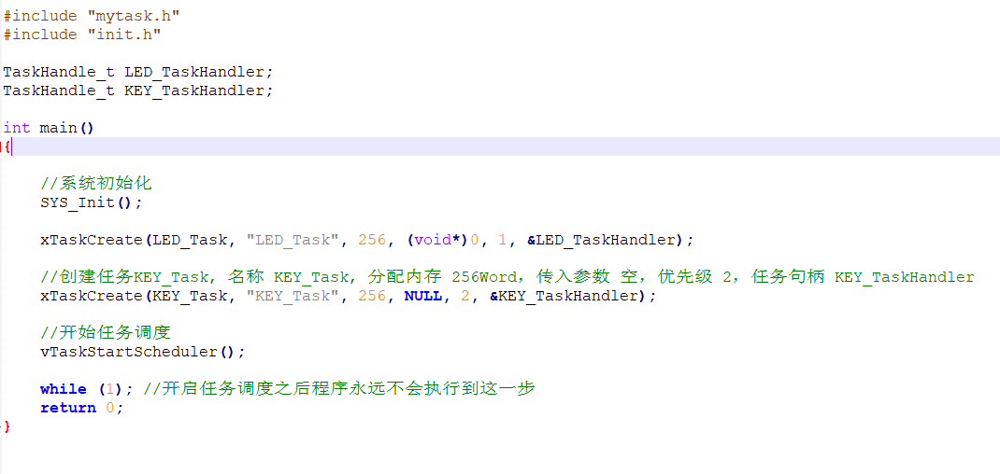 #include "mytask.h"
#include "init.h"
TaskHandle_t LED_TaskHandler;
TaskHandle_t KEY_TaskHandler;
int main()
{
//系统初始化
SYS_Init();
xTaskCreate(LED_Task, "LED_Task", 256, (void*)0, 1, &LED_TaskHandler);
//创建任务KEY_Task, 名称 KEY_Task, 分配内存 256Word, 传入参数 空, 优先级 2, 任务句柄 KEY_TaskHandler
xTaskCreate(KEY_Task, "KEY_Task", 256, NULL, 2, &KEY_TaskHandler);
//开始任务调度
vTaskStartScheduler();
while (1); //开启任务调度之后程序永远不会执行到这一步
return 0;
}